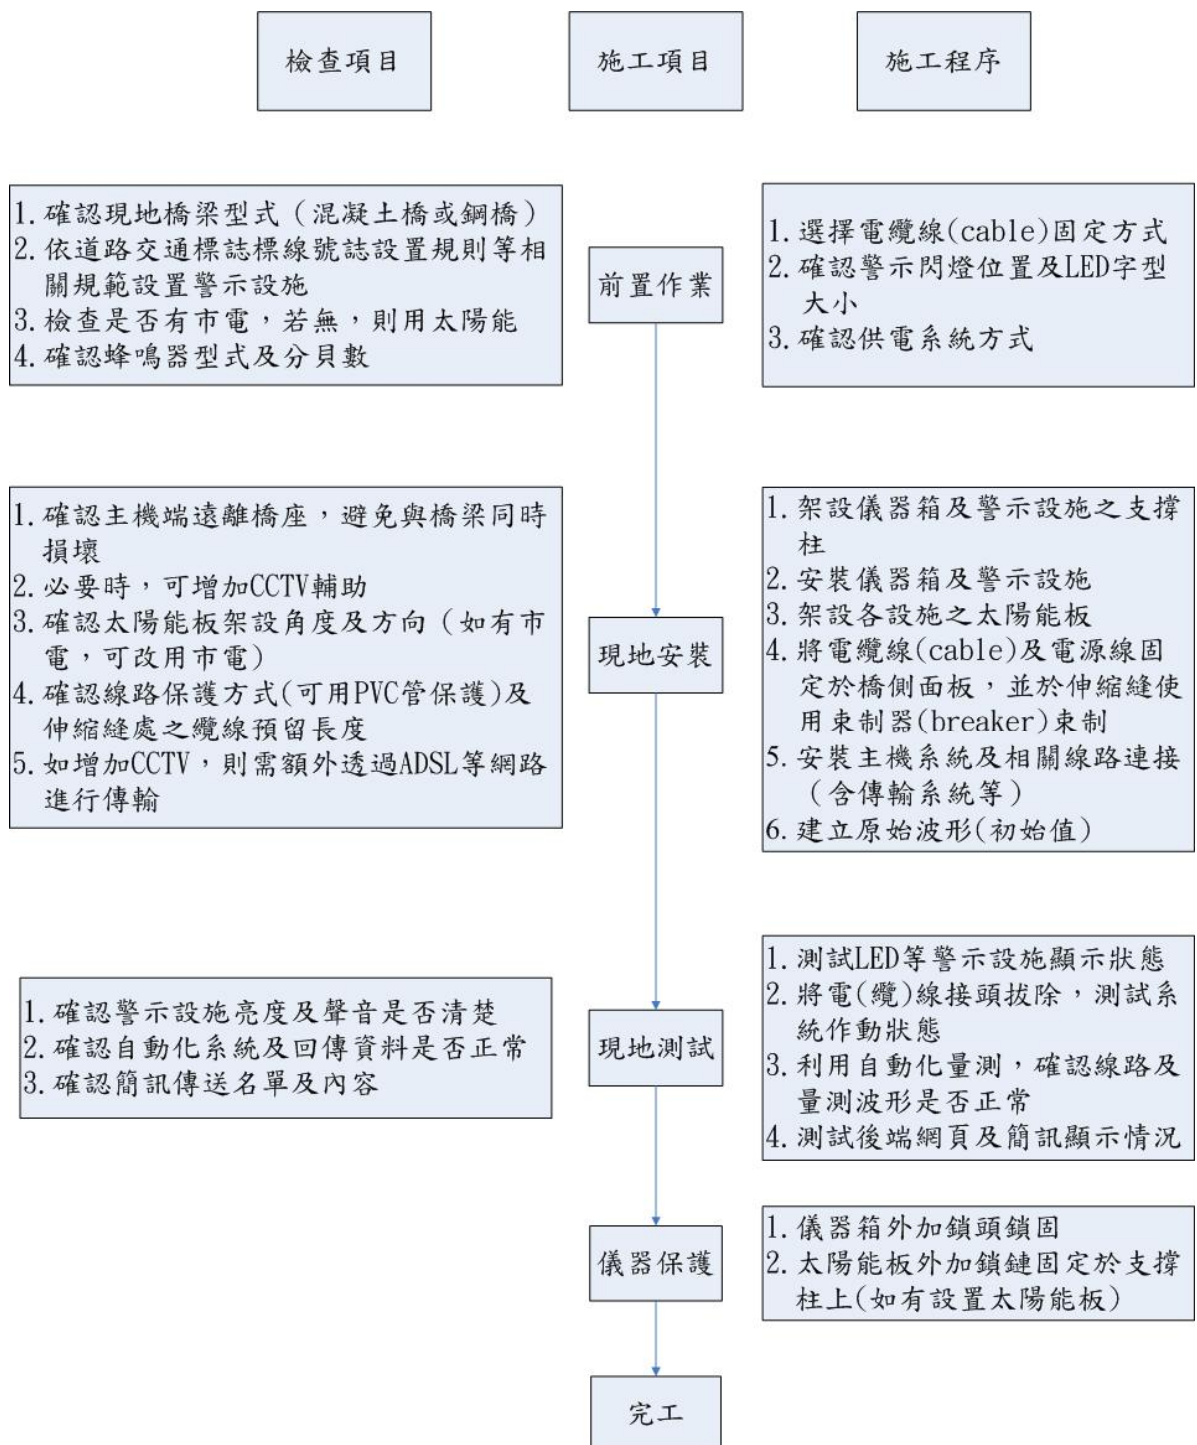 檢查項目
施工項目
施工程序
1. 確認現地橋梁型式（混凝土橋或鋼橋）
2. 依道路交通標誌標線號誌設置規則等相
關規範設置警示設施
3. 檢查是否有市電，若無，則用太陽能
4. 確認蜂鳴器型式及分貝數
前置作業
1. 選擇電纜線(cable)固定方式
2. 確認警示閃燈位置及LED字型
大小
3. 確認供電系統方式
1. 確認主機端遠離橋座，避免與橋梁同時
損壞
2. 必要時，可增加CCTV輔助
3. 確認太陽能板架設角度及方向（如有市
電，可改用市電）
4. 確認線路保護方式(可用PVC管保護)及
伸縮縫處之纜線預留長度
5. 如增加CCTV，則需額外透過ADSL等網路
進行傳輸
現地安裝
1. 架設儀器箱及警示設施之支撐
柱
2. 安裝儀器箱及警示設施
3. 架設各設施之太陽能板
4. 將電纜線(cable)及電源線固
定於橋側面板，並於伸縮縫使
用束制器(breaker)束制
5. 安裝主機系統及相關線路連接
（含傳輸系統等）
6. 建立原始波形(初始值)
1. 確認警示設施亮度及聲音是否清楚
2. 確認自動化系統及回傳資料是否正常
3. 確認簡訊傳送名單及內容
現地測試
1. 測試LED等警示設施顯示狀態
2. 將電(纜)線接頭拔除，測試系
統作動狀態
3. 利用自動化量測，確認線路及
量測波形是否正常
4. 測試後端網頁及簡訊顯示情況
儀器保護
1. 儀器箱外加鎖頭鎖固
2. 太陽能板外加鎖鏈固定於支撐
柱上(如有設置太陽能板)
完工